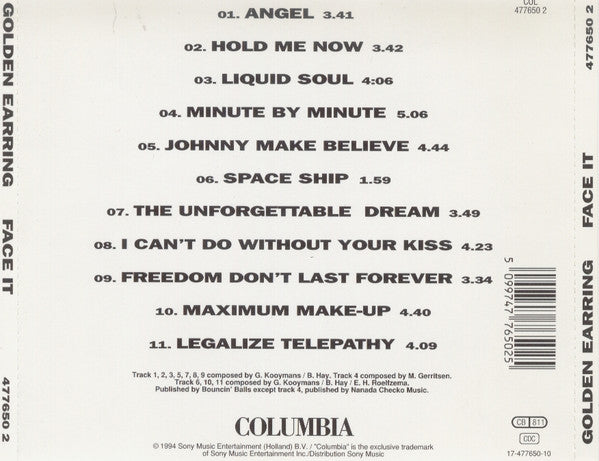 GOLDEN EARRING FACE IT 477650 2
COL
477650 2
01. ANGEL 3.41
02. HOLD ME NOW 3.42
03. LIQUID SOUL 4:06
04. MINUTE BY MINUTE 5.06
05. JOHNNY MAKE BELIEVE 4.44
06. SPACE SHIP 1.59
07. THE UNFORGETTABLE DREAM 3.49
08. I CAN'T DO WITHOUT YOUR KISS 4.23
09. FREEDOM DON'T LAST FOREVER 3.34
10. MAXIMUM MAKE-UP 4.40
11. LEGALIZE TELEPATHY 4.09
Track 1, 2, 3, 5, 7, 8, 9 composed by G. Kooymans / B. Hay, Track 4 composed by M. Gerritsen.
Track 6, 10, 11 composed by G. Kooymans / B. Hay / E. H. Roelfzema.
Published by Bouncin' Balls except track 4, published by Nanada Checko Music.
COLUMBIA
© 1994 Sony Music Entertainment (Holland) B.V. / "Columbia" is the exclusive trademark
of Sony Music Entertainment Inc./Distribution Sony Music
5 099747 765025
CB 811
CDC
17-477650-10
GOLDEN EARRING FACE IT 477650 2